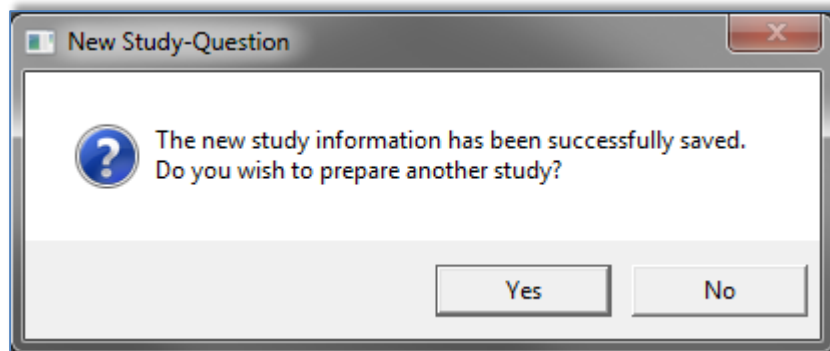 New Study-Question
The new study information has been successfully saved.
Do you wish to prepare another study?
Yes No